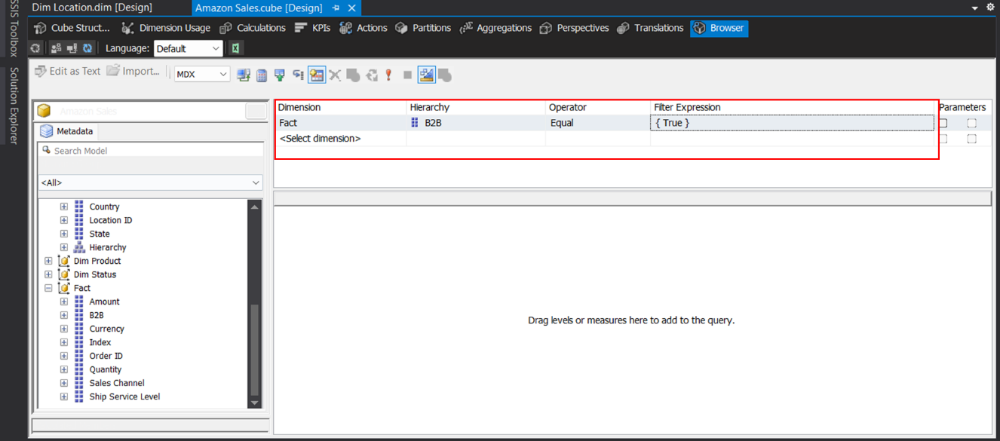 SSIS Toolbox
Solution Explorer
Dim Location.dim [Design]
Amazon Sales.cube [Design]
Cube Struct... Dimension Usage Calculations KPIs Actions Partitions Aggregations Perspectives Translations Browser
Language: Default
Edit as Text Import... MDX
Amazon Sales
Metadata
Search Model
<All>
Country
Location ID
State
Hierarchy
Dim Product
Dim Status
Fact
Amount
B2B
Currency
Index
Order ID
Quantity
Sales Channel
Ship Service Level
Dimension Hierarchy Operator Filter Expression Parameters
Fact B2B Equal { True }
<Select dimension>
Drag levels or measures here to add to the query.